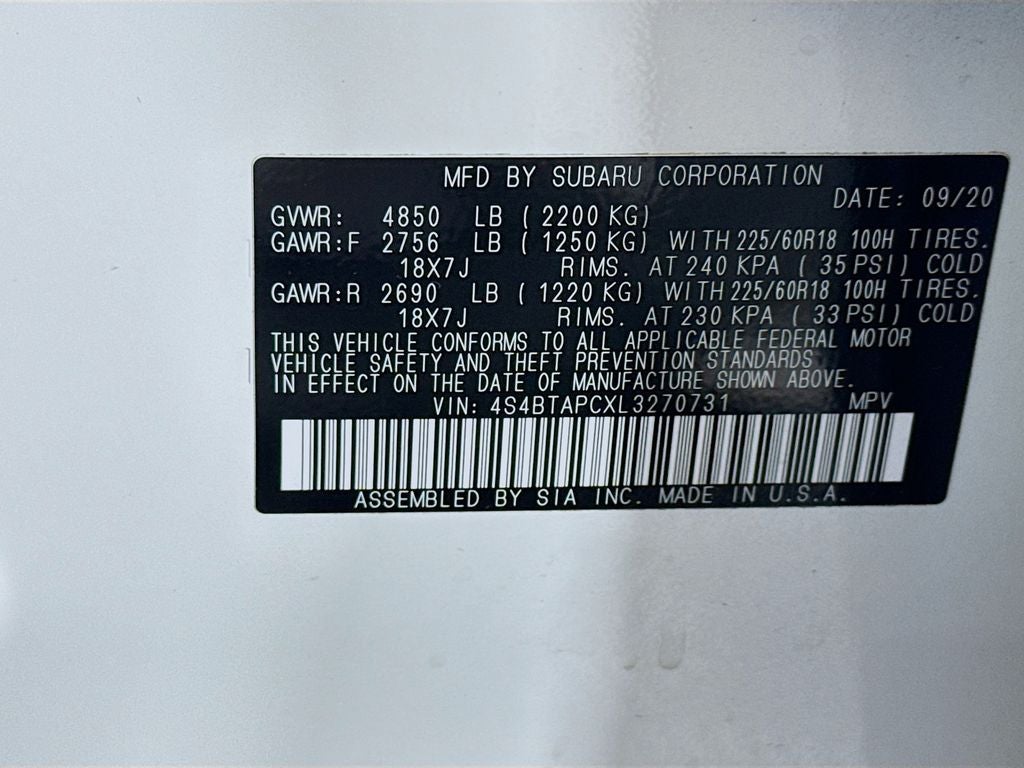 MFD BY SUBARU CORPORATION
DATE: 09/20
GVWR: 4850 LB ( 2200 KG)
GAWR:F 2756 LB ( 1250 KG) WITH 225/60R18 100H TIRES.
18X7J RIMS. AT 240 KPA ( 35 PSI) COLD
GAWR:R 2690 LB ( 1220 KG) WITH 225/60R18 100H TIRES.
18X7J RIMS. AT 230 KPA ( 33 PSI) COLD
THIS VEHICLE CONFORMS TO ALL APPLICABLE FEDERAL MOTOR
VEHICLE SAFETY AND THEFT PREVENTION STANDARDS
IN EFFECT ON THE DATE OF MANUFACTURE SHOWN ABOVE.
VIN: 4S4BTAPCXL3270731 MPV
ASSEMBLED BY SIA INC. MADE IN U.S.A.